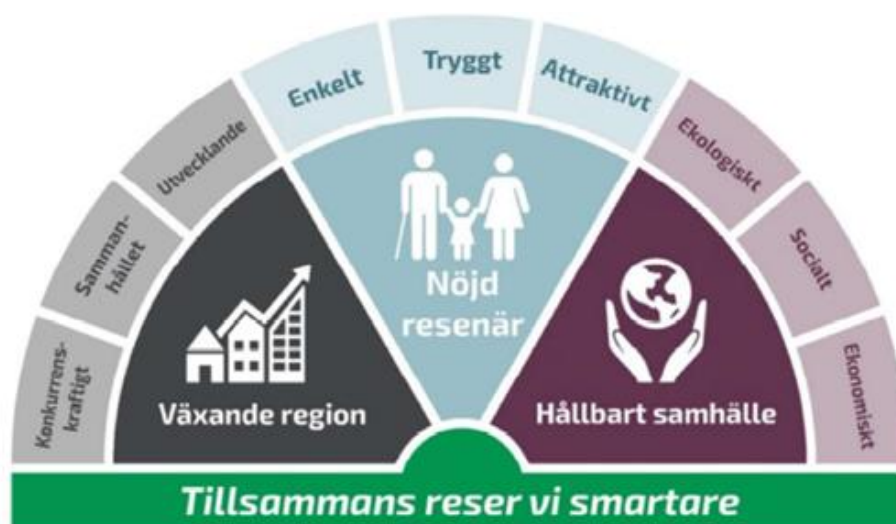 Enkelt
Tryggt
Attraktivt
Utvecklande
Samman-
hållet
Konkurrens-
kraftigt
Ekologiskt
Socialt
Ekonomiskt
Nöjd
resenär
Växande region
Hållbart samhälle
Tillsammans reser vi smartare